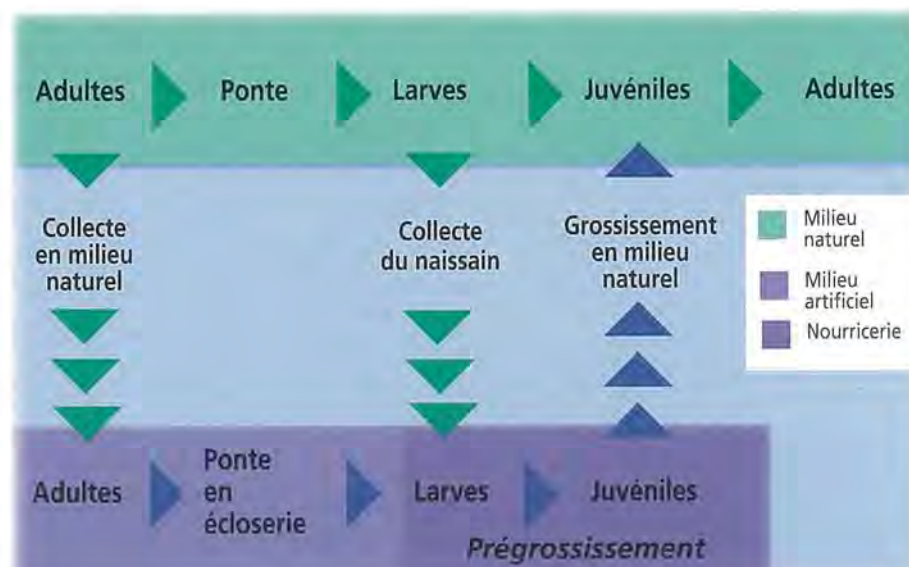 Adultes
Ponte
Larves
Juvéniles
Adultes
Collecte
en milieu
naturel
Collecte
du naissain
Grossissement
en milieu
naturel
Milieu
naturel
Milieu
artificiel
Nourricerie
Adultes
Ponte
en
écloserie
Larves
Juvéniles
Prégrossissement